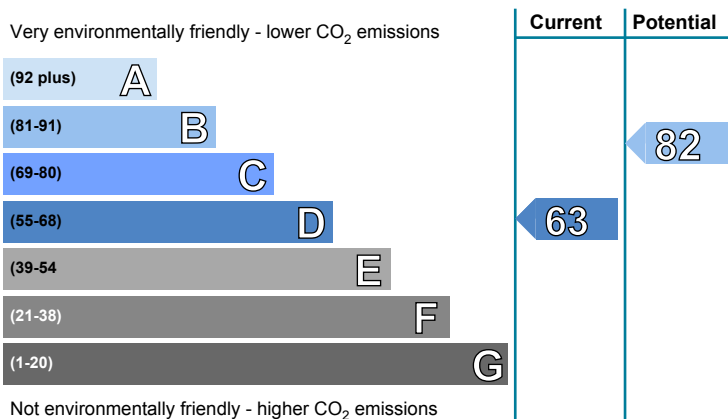 Current Potential
Very environmentally friendly - lower CO2 emissions
(92 plus) A
(81-91) B
82
(69-80) C
(55-68) D
63
(39-54 E
(21-38) F
(1-20) G
Not environmentally friendly - higher CO2 emissions